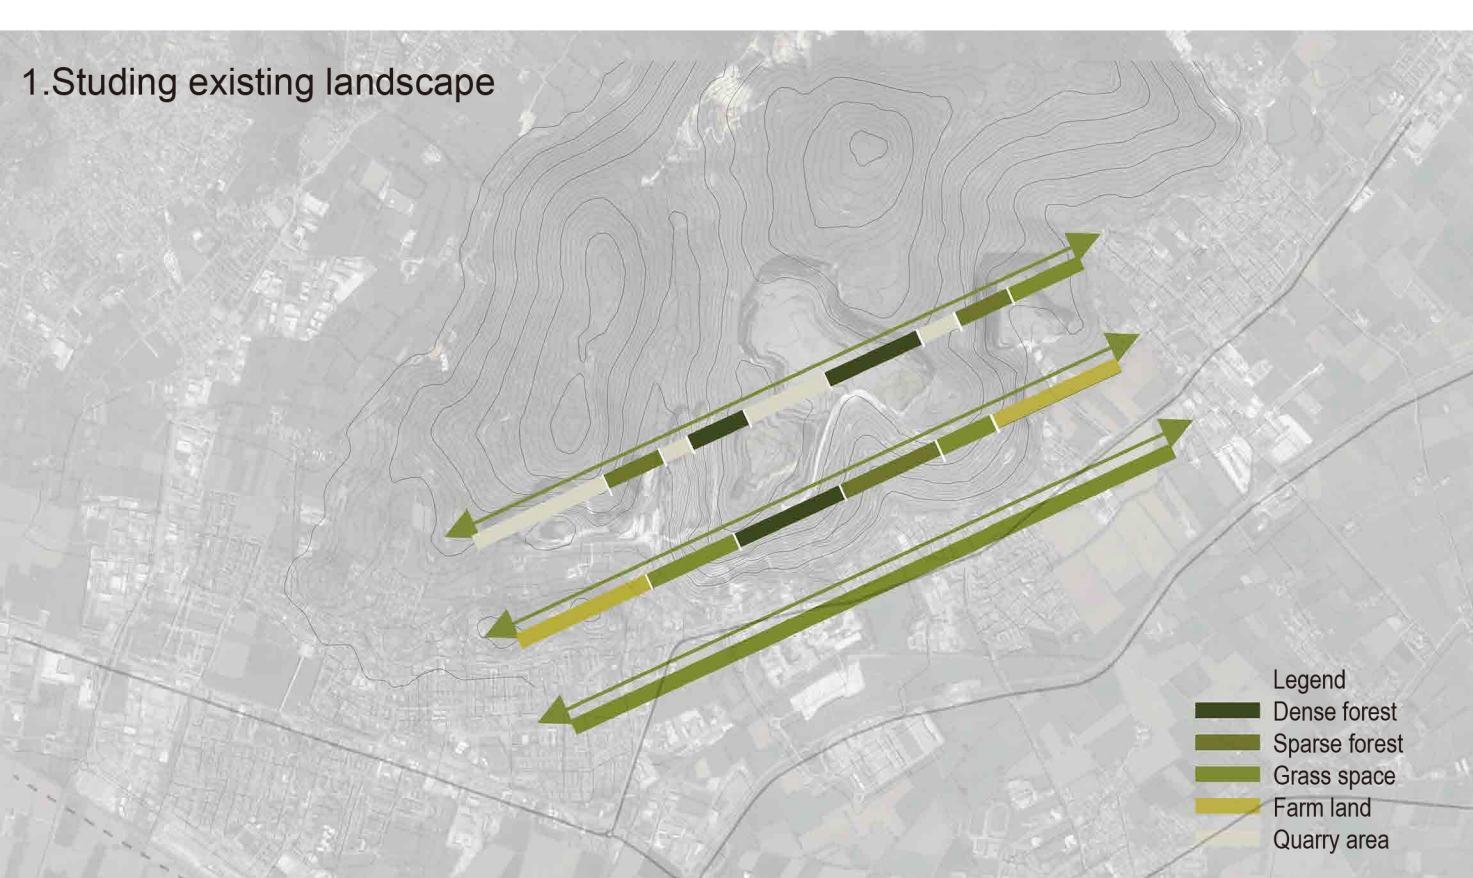 1.Studing existing landscape
Legend
Dense forest
Sparse forest
Grass space
Farm land
Quarry area